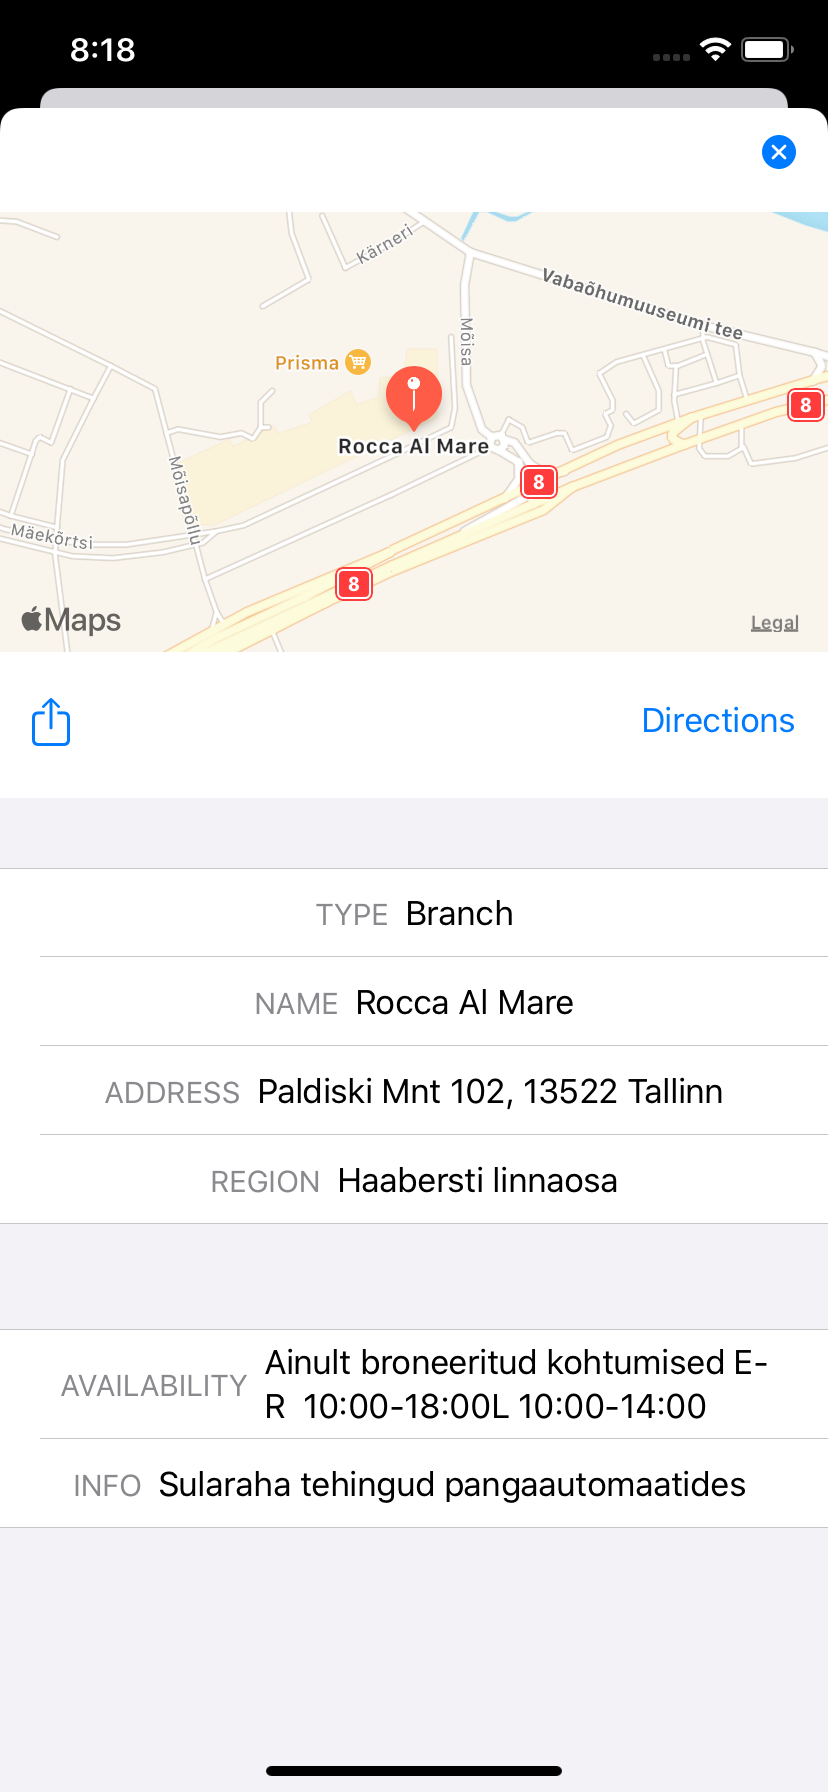 8:18
Kärneri
Vabaõhumuuseumi tee
Mõisa
Prisma
8
Rocca Al Mare
8
Mõisapõllu
Mäekõrtsi
8
Maps
Legal
Directions
TYPE Branch
NAME Rocca Al Mare
ADDRESS Paldiski Mnt 102, 13522 Tallinn
REGION Haabersti linnaosa
AVAILABILITY Ainult broneeritud kohtumised E-
R  10:00-18:00L 10:00-14:00
INFO Sularaha tehingud pangaautomaatides